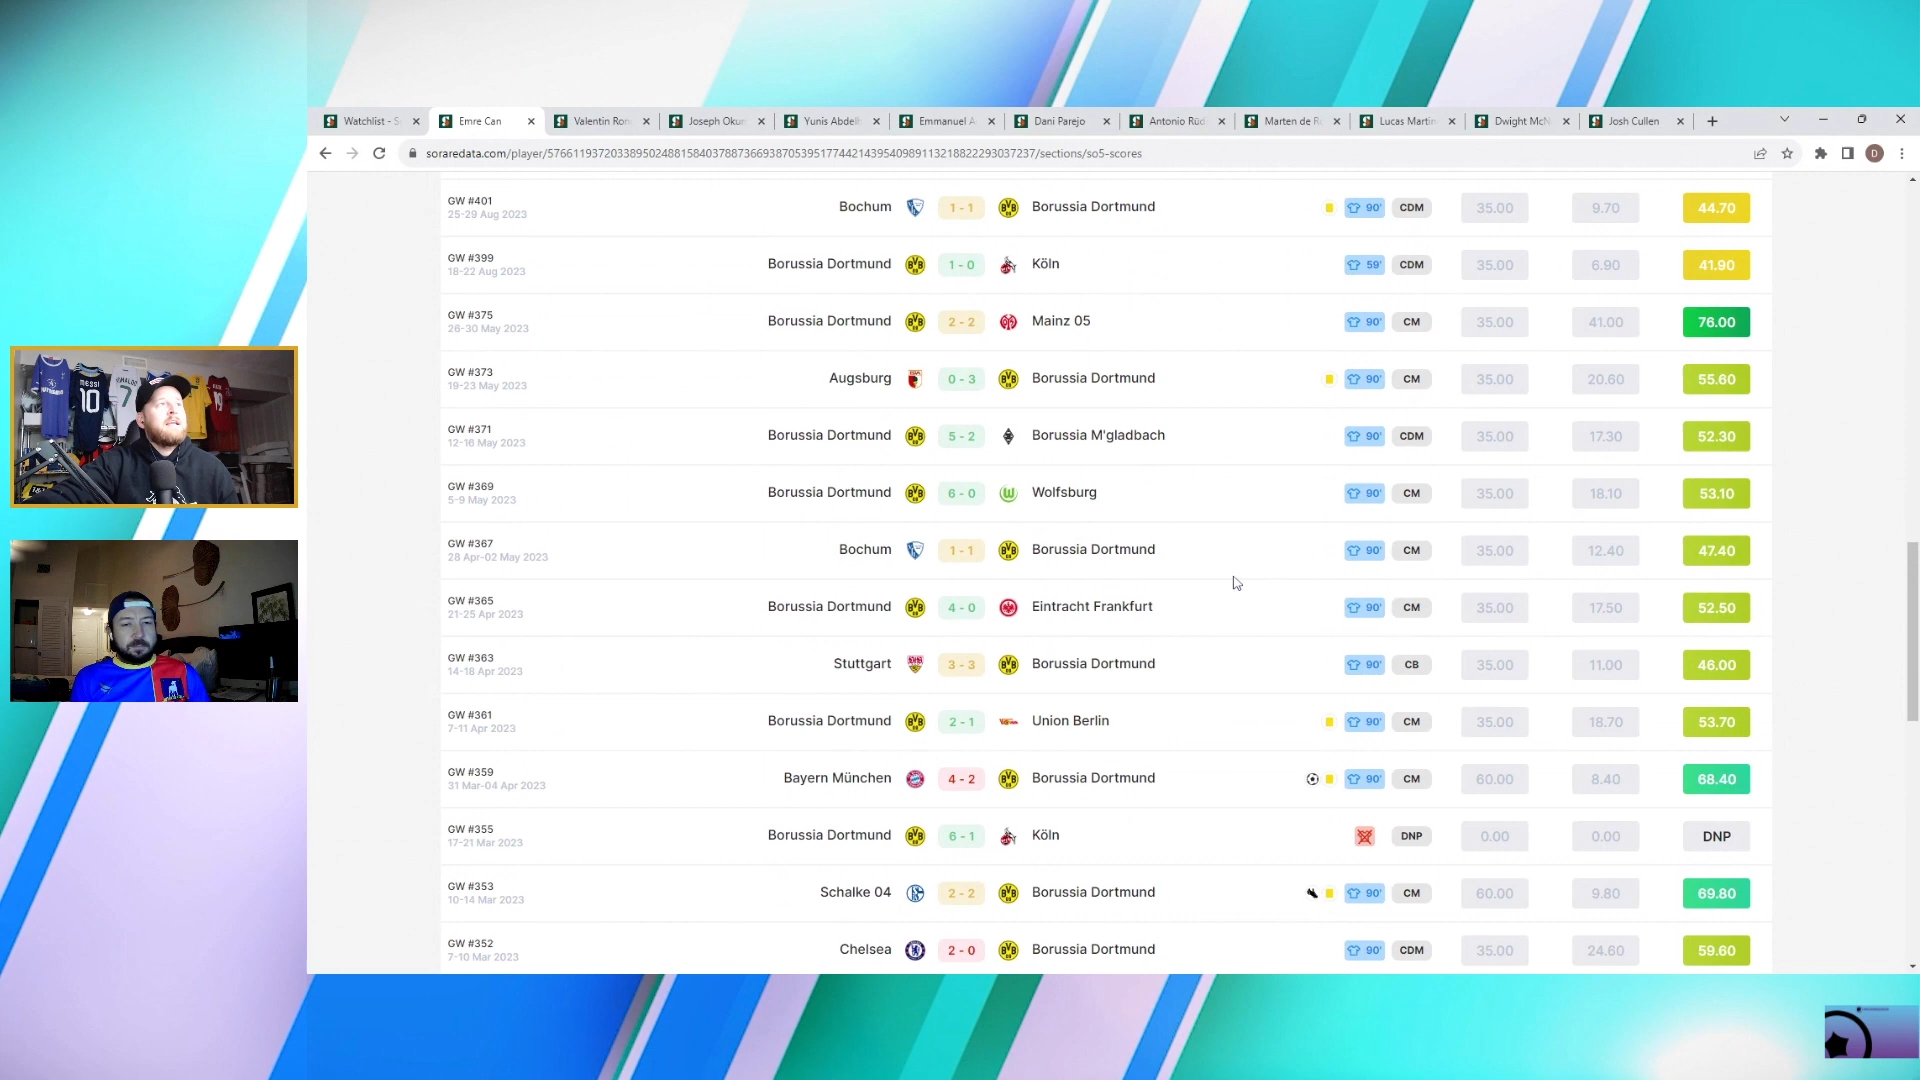 Watchlist - S
Emre Can
Valentin Ron
Joseph Oku
Yunis Abdelh
Emmanuel A
Dani Parejo
Antonio Rüd
Marten de R
Lucas Martin
Dwight McN
Josh Cullen
soraredata.com/player/57661193720338950248815840378873669387053951774421439540989113218822293037237/sections/so5-scores
D
GW #401
25-29 Aug 2023
Bochum 1 - 1 Borussia Dortmund 90' CDM 35.00 9.70 44.70
GW #399
18-22 Aug 2023
Borussia Dortmund 1 - 0 Köln 59' CDM 35.00 6.90 41.90
GW #375
26-30 May 2023
Borussia Dortmund 2 - 2 Mainz 05 90' CM 35.00 41.00 76.00
GW #373
19-23 May 2023
Augsburg 0 - 3 Borussia Dortmund 90' CM 35.00 20.60 55.60
GW #371
12-16 May 2023
Borussia Dortmund 5 - 2 Borussia M'gladbach 90' CDM 35.00 17.30 52.30
GW #369
5-9 May 2023
Borussia Dortmund 6 - 0 Wolfsburg 90' CM 35.00 18.10 53.10
GW #367
28 Apr-02 May 2023
Bochum 1 - 1 Borussia Dortmund 90' CM 35.00 12.40 47.40
GW #365
21-25 Apr 2023
Borussia Dortmund 4 - 0 Eintracht Frankfurt 90' CM 35.00 17.50 52.50
GW #363
14-18 Apr 2023
Stuttgart 3 - 3 Borussia Dortmund 90' CB 35.00 11.00 46.00
GW #361
7-11 Apr 2023
Borussia Dortmund 2 - 1 Union Berlin 90' CM 35.00 18.70 53.70
GW #359
31 Mar-04 Apr 2023
Bayern München 4 - 2 Borussia Dortmund 90' CM 60.00 8.40 68.40
GW #355
17-21 Mar 2023
Borussia Dortmund 6 - 1 Köln DNP 0.00 0.00 DNP
GW #353
10-14 Mar 2023
Schalke 04 2 - 2 Borussia Dortmund 90' CM 60.00 9.80 69.80
GW #352
7-10 Mar 2023
Chelsea 2 - 0 Borussia Dortmund 90' CDM 35.00 24.60 59.60
MESSI
10
RONALDO
7
19